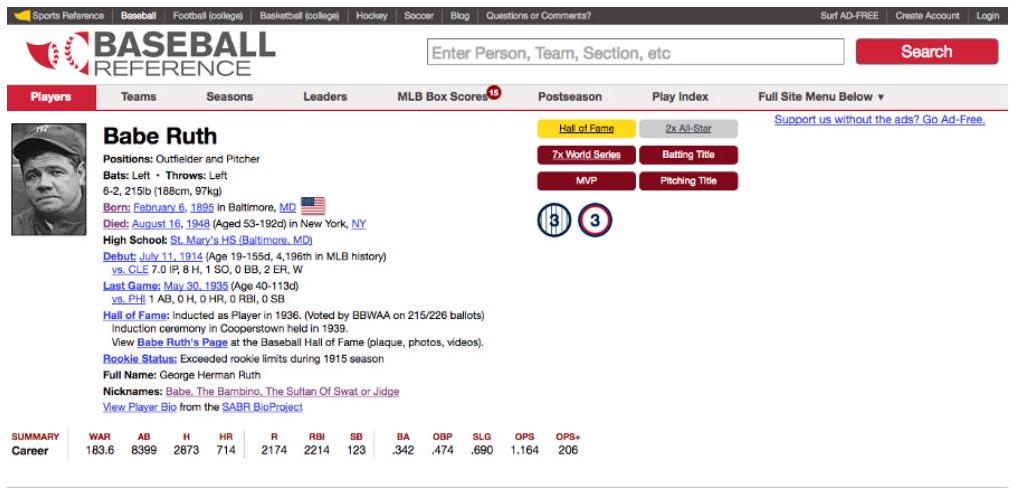 Sports Reference Baseball Football (college) Basketball (college) Hockey Soccer Blog Questions or Comments? Surf AD-FREE Create Account Login
BASEBALL
REFERENCE
Enter Person, Team, Section, etc Search
Players Teams Seasons Leaders MLB Box Scores 15 Postseason Play Index Full Site Menu Below ▼
Support us without the ads? Go Ad-Free.
Babe Ruth
Positions: Outfielder and Pitcher
Bats: Left • Throws: Left
6-2, 215lb (188cm, 97kg)
Born: February 6, 1895 in Baltimore, MD
Died: August 16, 1948 (Aged 53-192d) in New York, NY
High School: St. Mary's HS (Baltimore, MD)
Debut: July 11, 1914 (Age 19-155d, 4,196th in MLB history)
vs. CLE 7.0 IP, 8 H, 1 SO, 0 BB, 2 ER, W
Last Game: May 30, 1935 (Age 40-113d)
vs. PHI 1 AB, 0 H, 0 HR, 0 RBI, 0 SB
Hall of Fame: Inducted as Player in 1936. (Voted by BBWAA on 215/226 ballots)
Induction ceremony in Cooperstown held in 1939.
View Babe Ruth's Page at the Baseball Hall of Fame (plaque, photos, videos).
Rookie Status: Exceeded rookie limits during 1915 season
Full Name: George Herman Ruth
Nicknames: Babe, The Bambino, The Sultan Of Swat or Jidge
View Player Bio from the SABR BioProject
Hall of Fame 2x All-Star
7x World Series Batting Title
MVP Pitching Title
3 3
SUMMARY WAR AB H HR R RBI SB BA OBP SLG OPS OPS+
Career 183.6 8399 2873 714 2174 2214 123 .342 .474 .690 1.164 206